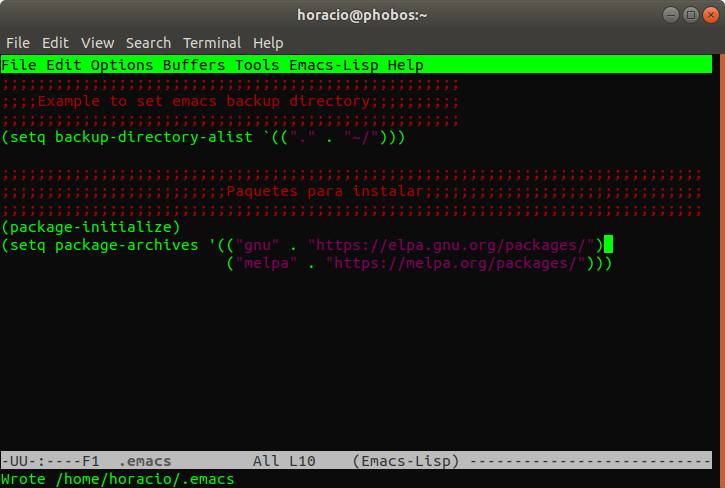 horacio@phobos:~
File Edit View Search Terminal Help
File Edit Options Buffers Tools Emacs-Lisp Help
;;;;;;;;;;;;;;;;;;;;;;;;;;;;;;;;;;;;;;;;;;;;;;;;;;;
;;;;Example to set emacs backup directory;;;;;;;;;;
;;;;;;;;;;;;;;;;;;;;;;;;;;;;;;;;;;;;;;;;;;;;;;;;;;;
(setq backup-directory-alist `(("." . "~/")))
;;;;;;;;;;;;;;;;;;;;;;;;;;;;;;;;;;;;;;;;;;;;;;;;;;;;;;;;;;;;;;;;;;;;;;;;;;;;;;
;;;;;;;;;;;;;;;;;;;;;;;;;Paquetes para instalar;;;;;;;;;;;;;;;;;;;;;;;;;;;;;;;
;;;;;;;;;;;;;;;;;;;;;;;;;;;;;;;;;;;;;;;;;;;;;;;;;;;;;;;;;;;;;;;;;;;;;;;;;;;;;;
(package-initialize)
(setq package-archives '(("gnu" . "https://elpa.gnu.org/packages/")
("melpa" . "https://melpa.org/packages/")))
-UU-:----F1 .emacs All L10 (Emacs-Lisp) ---------------------------
Wrote /home/horacio/.emacs